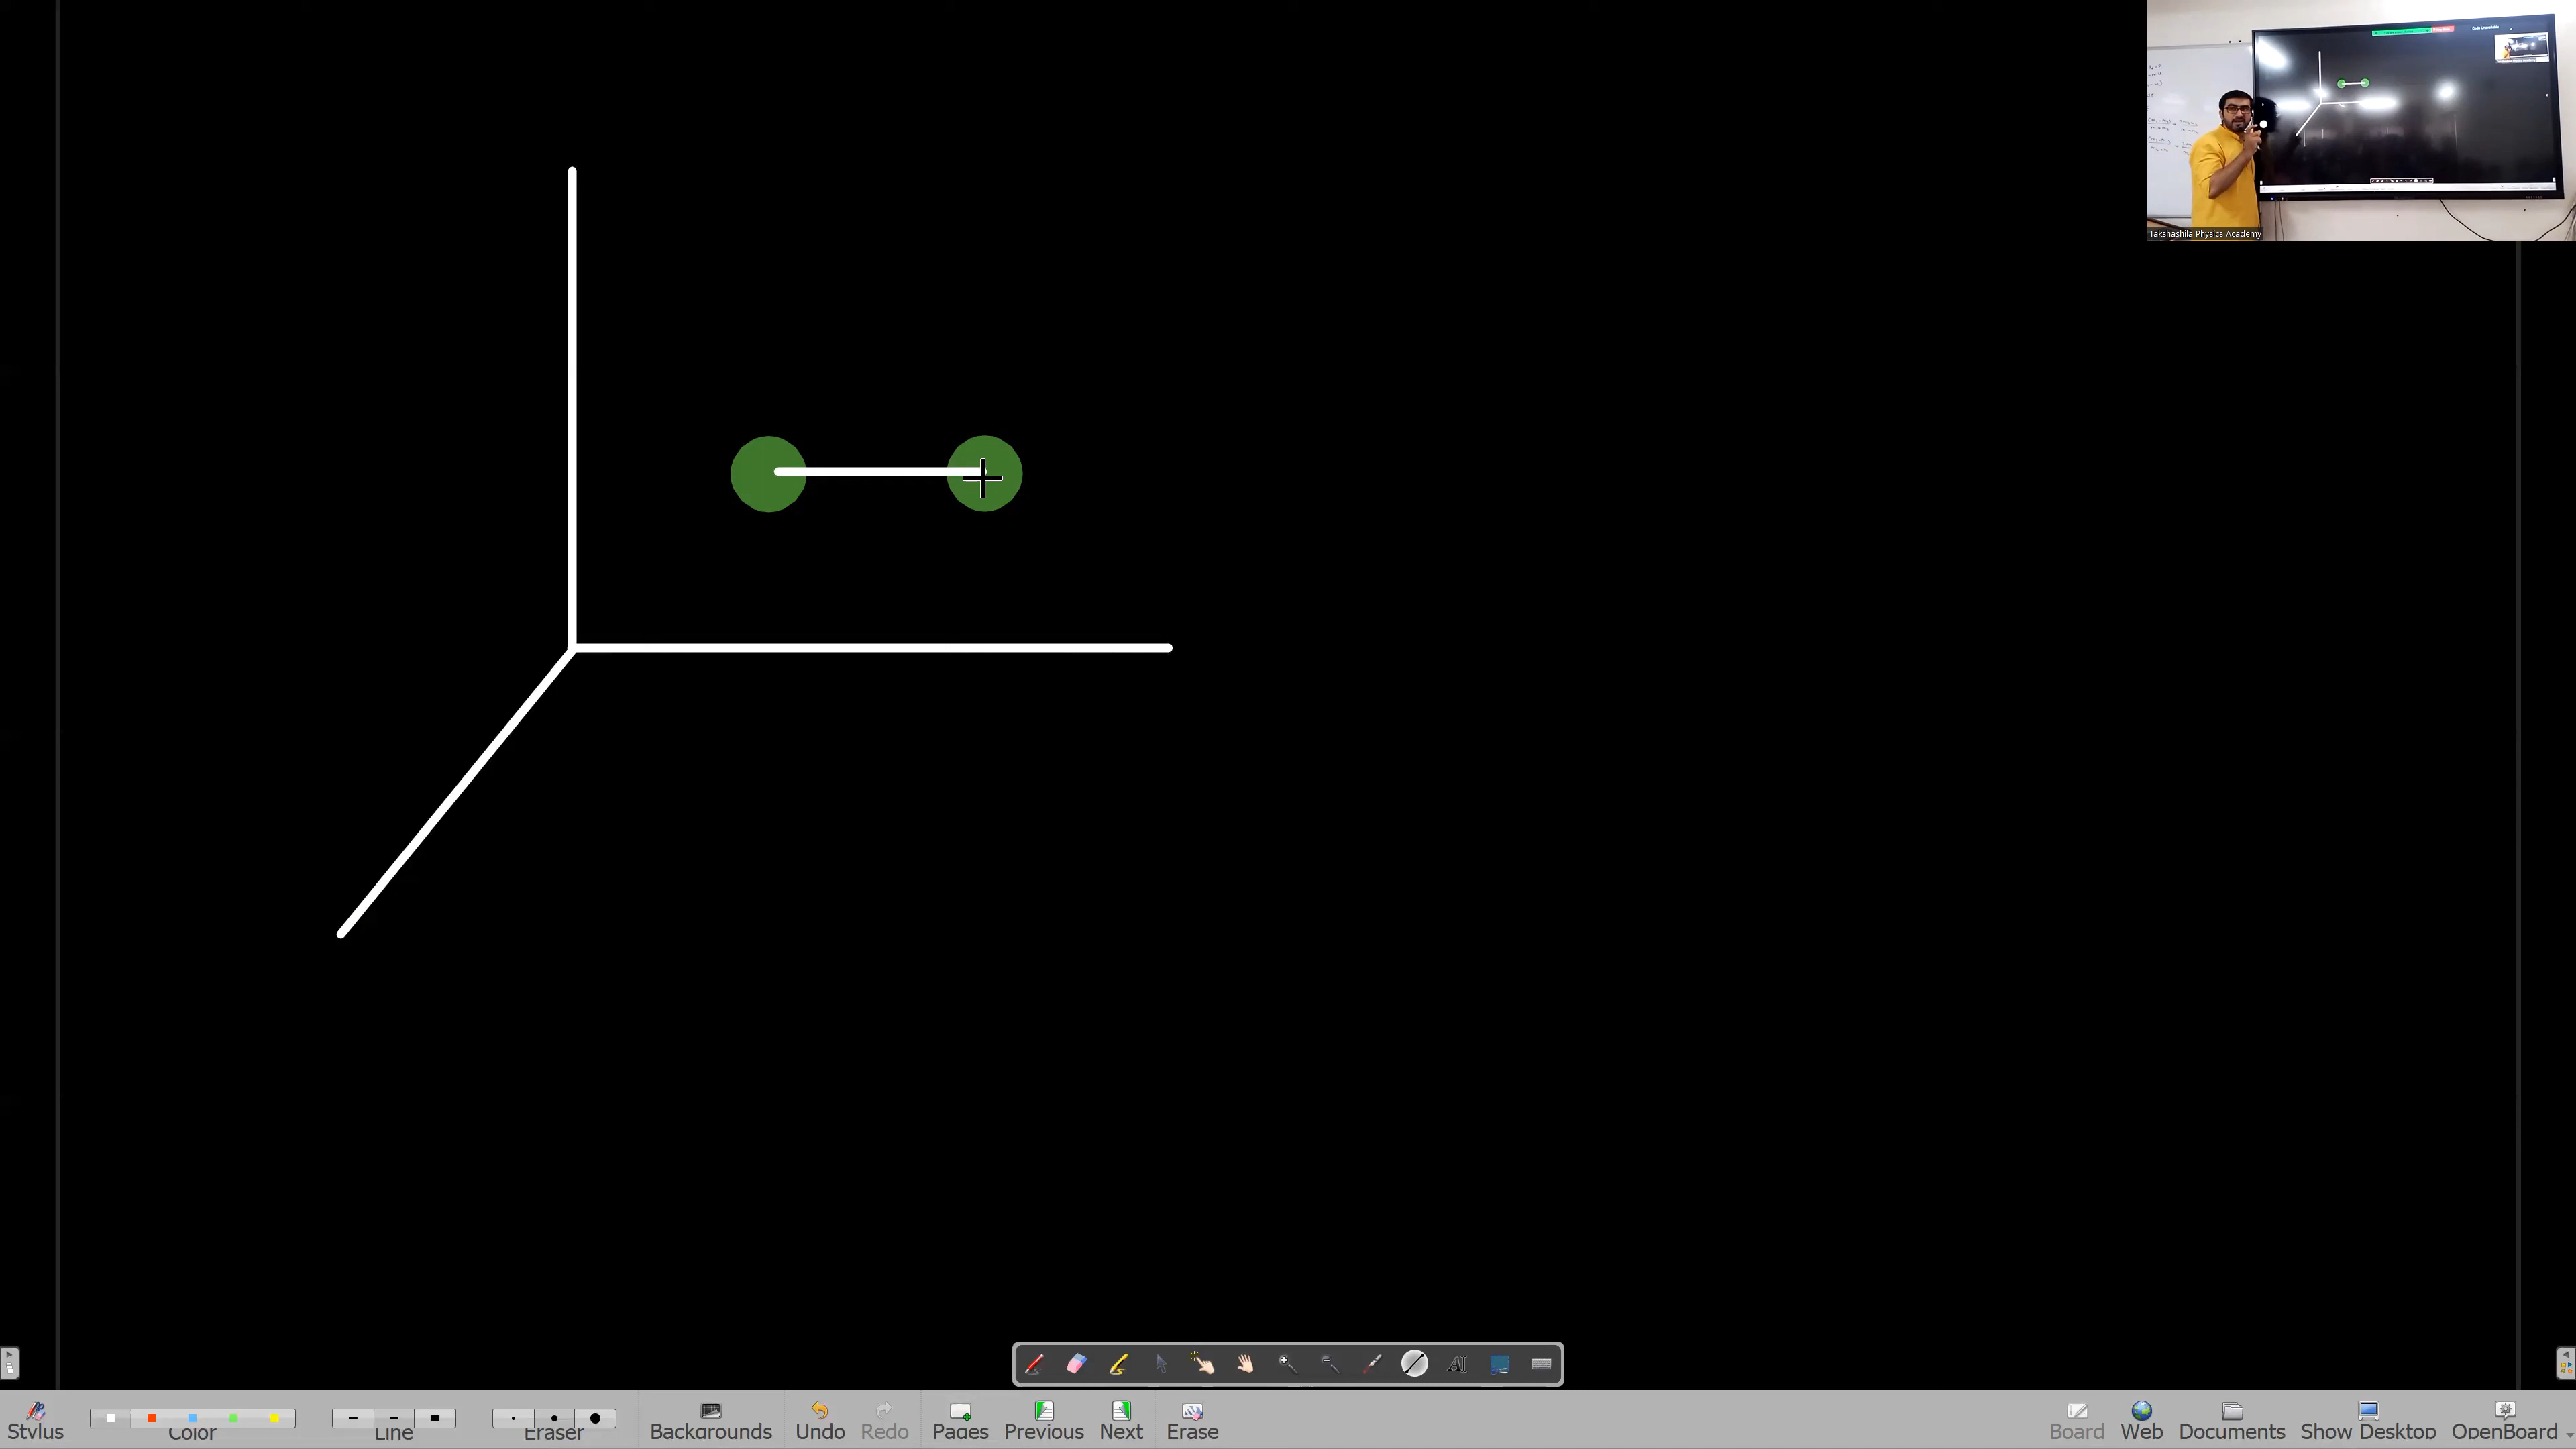 Takshashila Physics Academy
AI
Stylus
Color
Line
Eraser
Backgrounds
Undo
Redo
Pages
Previous
Next
Erase
Board
Web
Documents
Show Desktop
OpenBoard